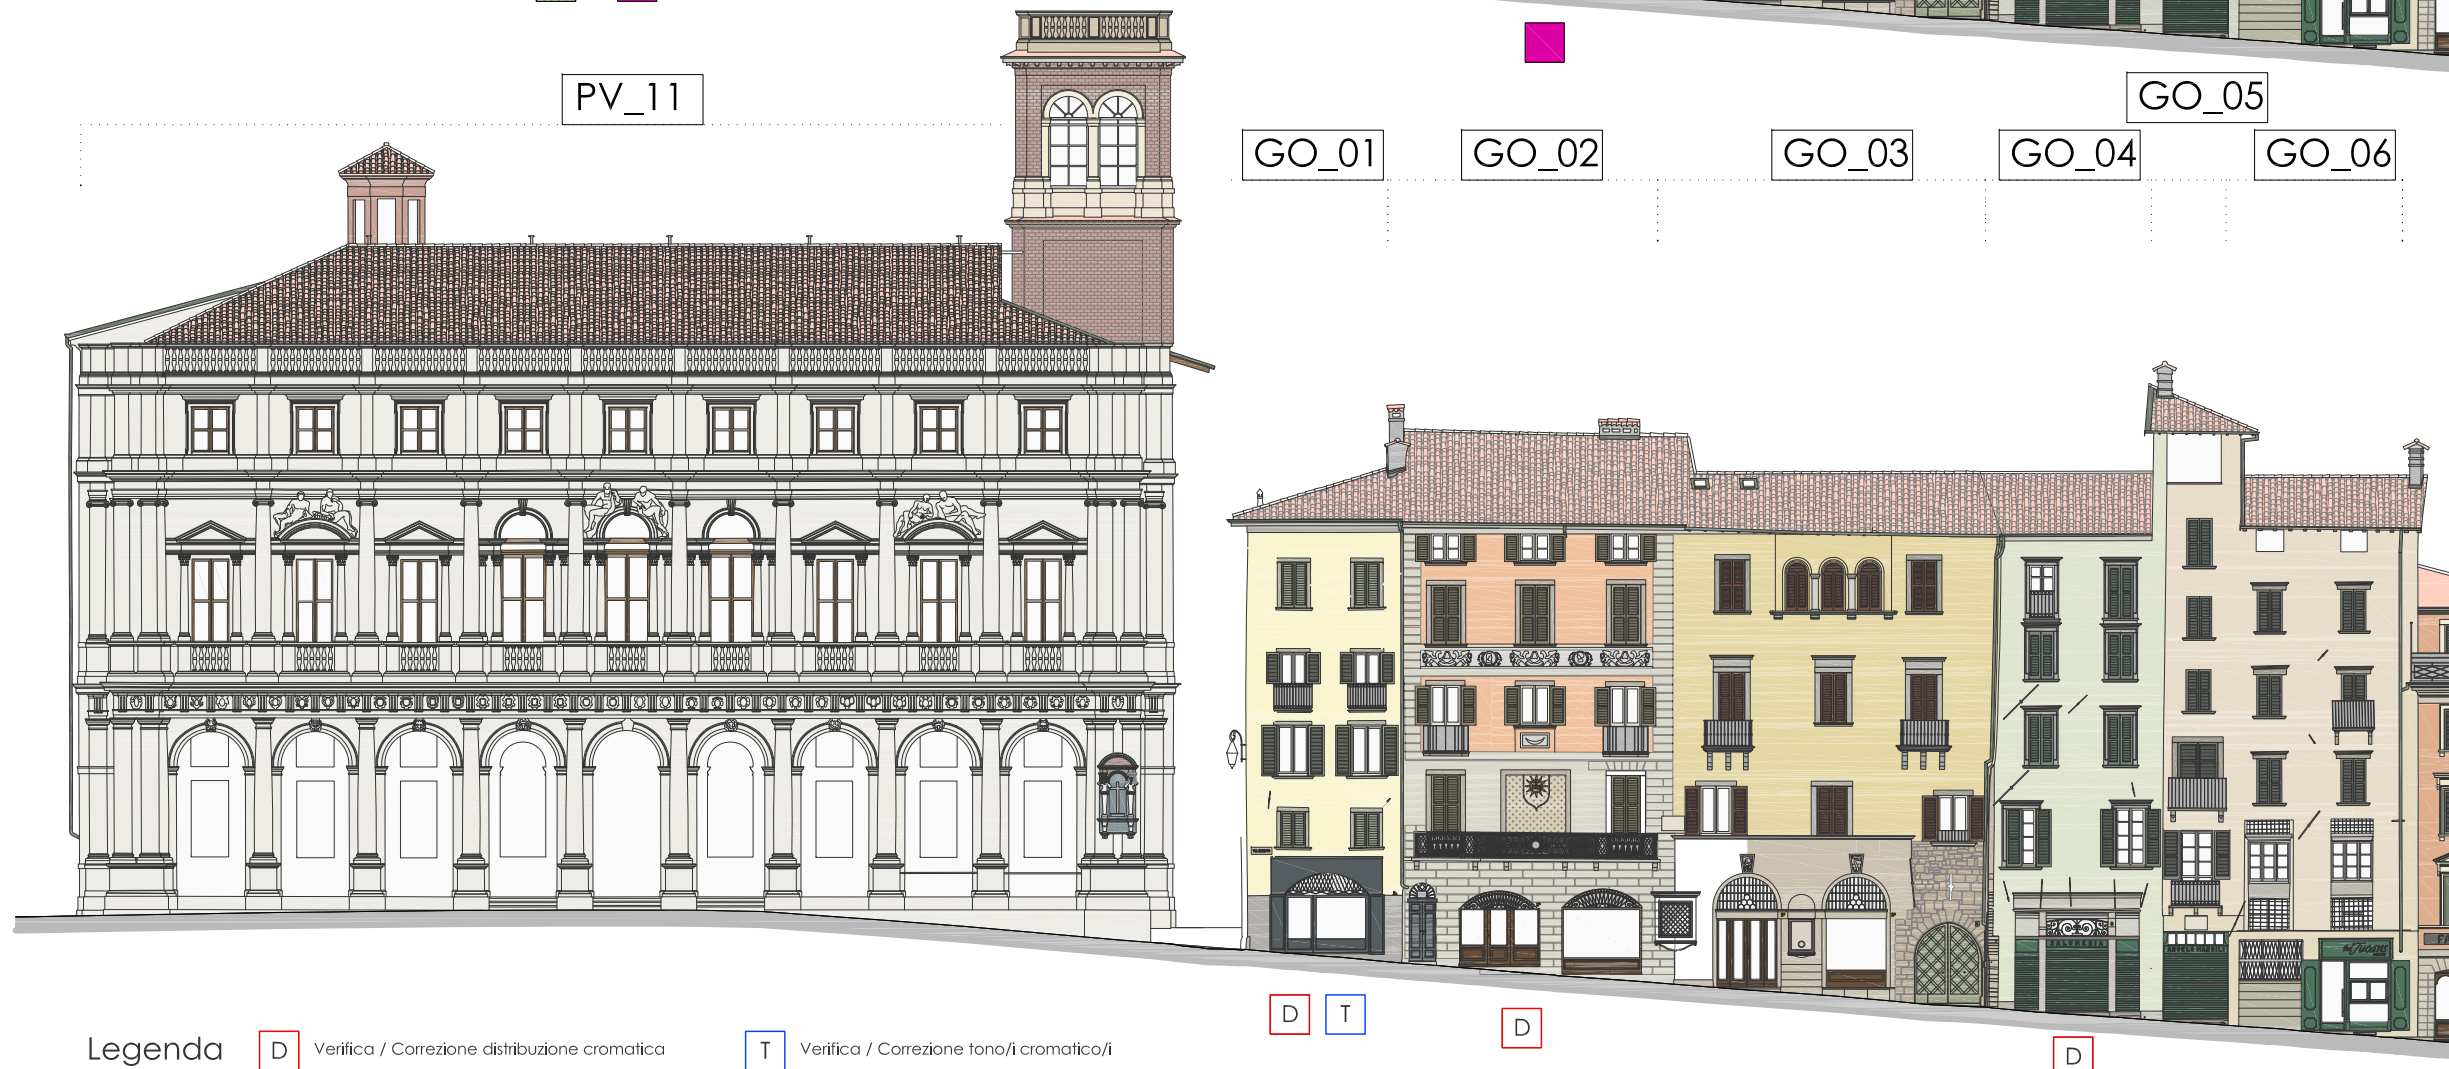 PV_11
GO_05
GO_01
GO_02
GO_03
GO_04
GO_06
D
T
D
D
Legenda
D
Verifica / Correzione distribuzione cromatica
T
Verifica / Correzione tono/i cromatico/i